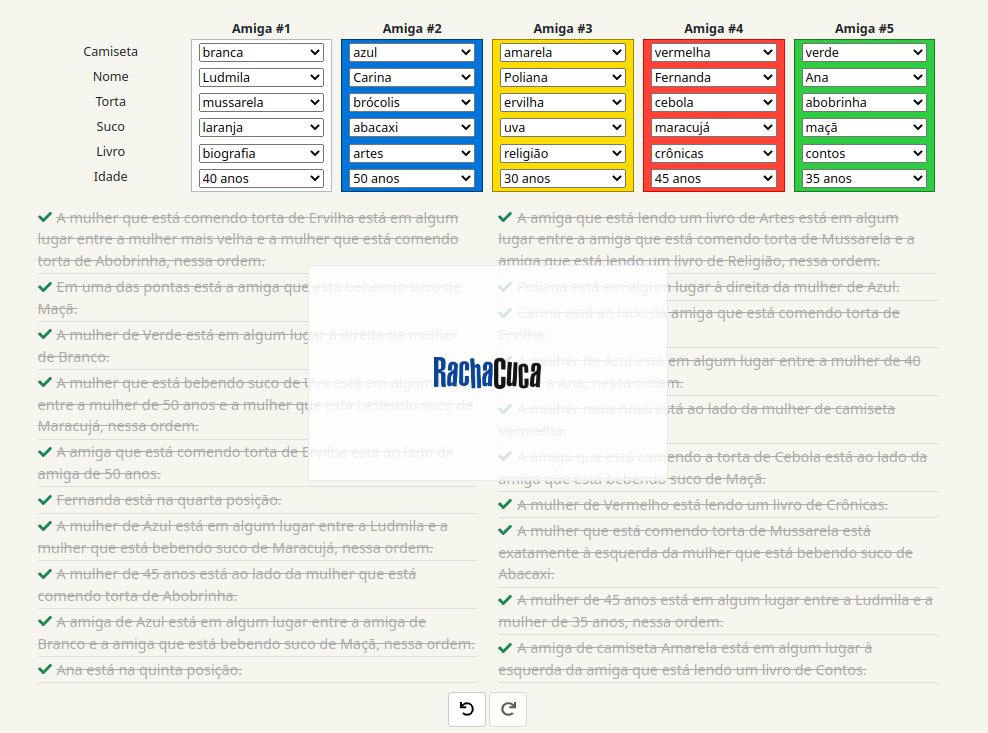 Amiga #1 Amiga #2 Amiga #3 Amiga #4 Amiga #5
Camiseta branca azul amarela vermelha verde
Nome Ludmila Carina Poliana Fernanda Ana
Torta mussarela brócolis ervilha cebola abobrinha
Suco laranja abacaxi uva maracujá maçã
Livro biografia artes religião crônicas contos
Idade 40 anos 50 anos 30 anos 45 anos 35 anos
A mulher que está comendo torta de Ervilha está em algum
lugar entre a mulher mais velha e a mulher que está comendo
torta de Abobrinha, nessa ordem.
Em uma das pontas está a amiga que está bebendo suco de
Maçã.
A mulher de Verde está em algum lugar à direita da mulher
de Branco.
A mulher que está bebendo suco de Uva está em algum lugar
entre a mulher de 50 anos e a mulher que está bebendo suco de
Maracujá, nessa ordem.
A amiga que está comendo torta de Ervilha está ao lado da
amiga de 50 anos.
Fernanda está na quarta posição.
A mulher de Azul está em algum lugar entre a Ludmila e a
mulher que está bebendo suco de Maracujá, nessa ordem.
A mulher de 45 anos está ao lado da mulher que está
comendo torta de Abobrinha.
A amiga de Azul está em algum lugar entre a amiga de
Branco e a amiga que está bebendo suco de Maçã, nessa ordem.
Ana está na quinta posição.
A amiga que está lendo um livro de Artes está em algum
lugar entre a amiga que está comendo torta de Mussarela e a
amiga que está lendo um livro de Religião, nessa ordem.
Poliana está em algum lugar à direita da mulher de Azul.
Carina está ao lado da amiga que está comendo torta de
Ervilha.
A mulher de Azul está em algum lugar entre a mulher de 40
anos e a Ana, nessa ordem.
A mulher mais nova está ao lado da mulher de camiseta
Vermelha.
A amiga que está comendo a torta de Cebola está ao lado da
amiga que está bebendo suco de Maçã.
A mulher de Vermelho está lendo um livro de Crônicas.
A mulher que está comendo torta de Mussarela está
exatamente à esquerda da mulher que está bebendo suco de
Abacaxi.
A mulher de 45 anos está em algum lugar entre a Ludmila e a
mulher de 35 anos, nessa ordem.
A amiga de camiseta Amarela está em algum lugar à
esquerda da amiga que está lendo um livro de Contos.
RachaCuca